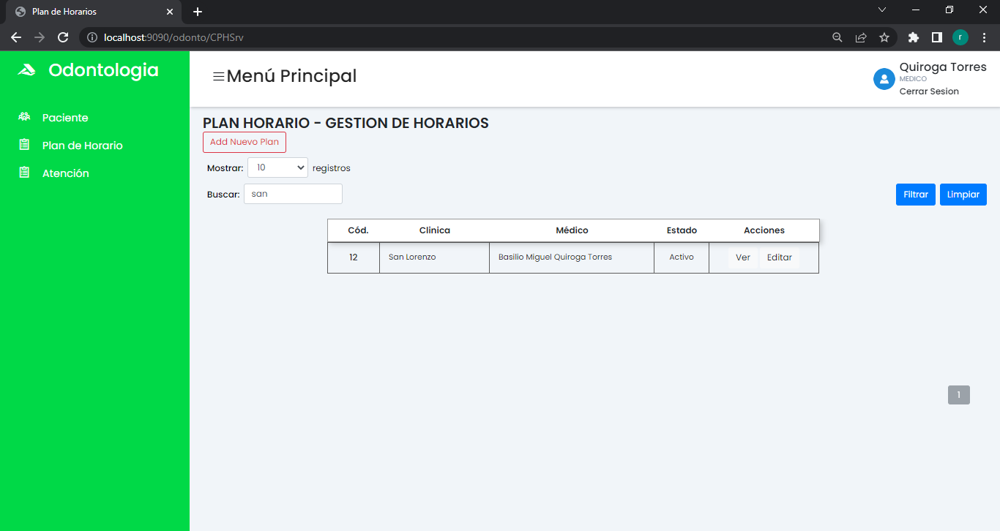 Plan de Horarios
localhost:9090/odonto/CPHSrv
r
Odontologia
Menú Principal
Quiroga Torres
MEDICO
Cerrar Sesion
Paciente
Plan de Horario
Atención
PLAN HORARIO - GESTION DE HORARIOS
Add Nuevo Plan
Mostrar: 10 registros
Buscar: san
Filtrar Limpiar
Cód. Clinica Médico Estado Acciones
12 San Lorenzo Basilio Miguel Quiroga Torres Activo Ver Editar
1